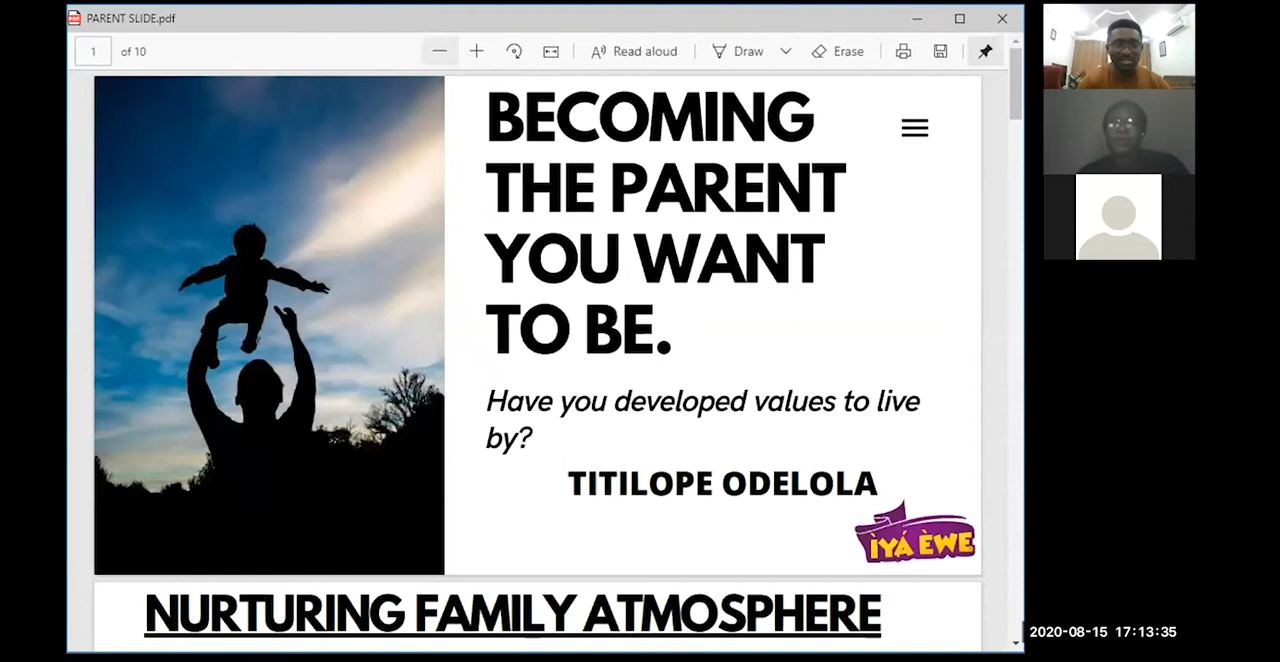 PARENT SLIDE.pdf
1 of 10
Read aloud
Draw
Erase
BECOMING
THE PARENT
YOU WANT
TO BE.
Have you developed values to live
by?
TITILOPE ODELOLA
ÌYÁ ÈWE
NURTURING FAMILY ATMOSPHERE
2020-08-15 17:13:35